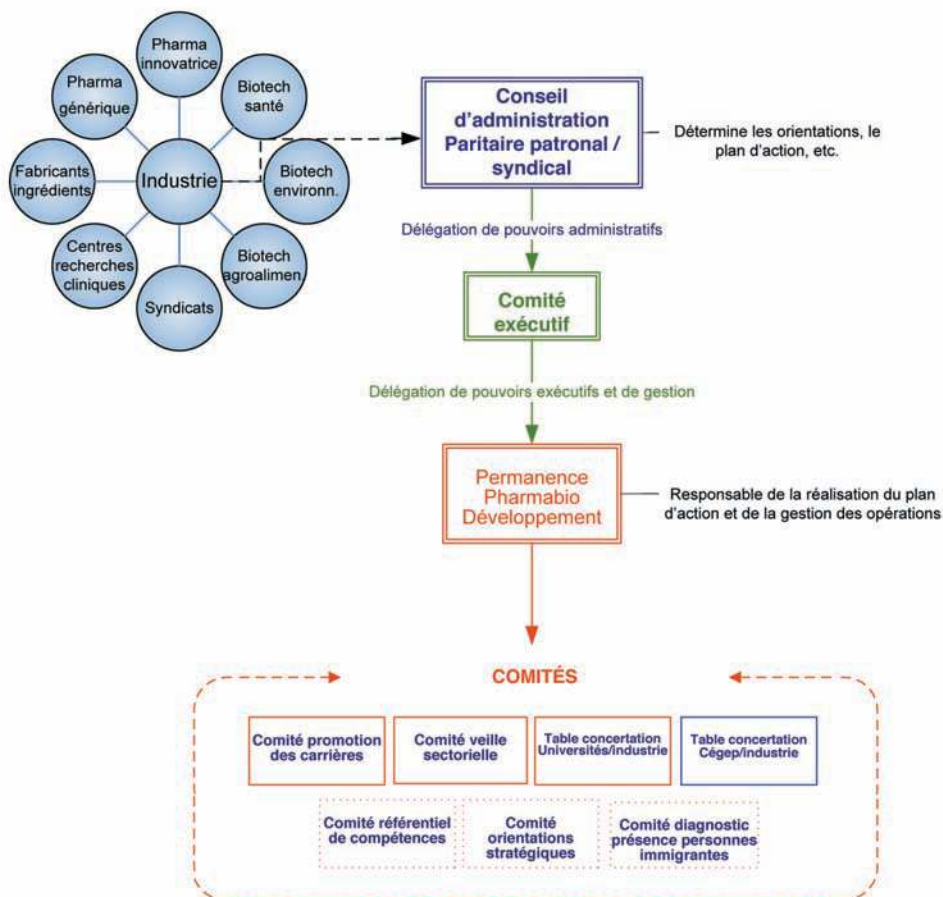 Pharma
innovatrice
Pharma
générique
Biotech
santé
Fabricants
ingrédients
Industrie
Biotech
environn.
Centres
recherches
cliniques
Biotech
agroalimen.
Syndicats
Conseil
d'administration
Paritaire patronal /
syndical
Détermine les orientations, le
plan d'action, etc.
Délégation de pouvoirs administratifs
Comité
exécutif
Délégation de pouvoirs exécutifs et de gestion
Permanence
Pharmabio
Développement
Responsable de la réalisation du plan
d'action et de la gestion des opérations
COMITÉS
Comité promotion
des carrières
Comité veille
sectorielle
Table concertation
Universités/industrie
Table concertation
Cégep/industrie
Comité référentiel
de compétences
Comité
orientations
stratégiques
Comité diagnostic
présence personnes
immigrantes